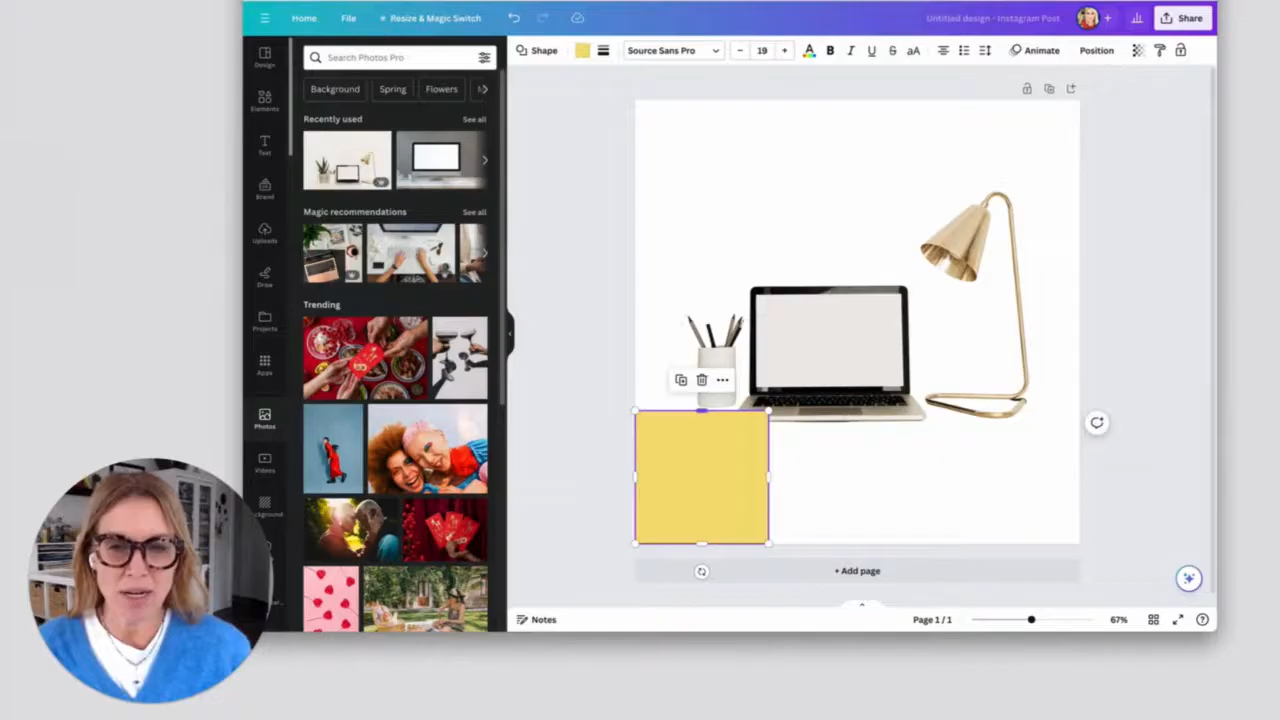 Home File Resize & Magic Switch Untitled design - Instagram Post Share
Search Photos Pro
Shape Source Sans Pro 19 A B I U S aA Animate Position
Design
Elements
Text
Brand
Uploads
Draw
Projects
Apps
Photos
Videos
Background Spring Flowers
Recently used See all
Magic recommendations See all
Trending
+ Add page
Notes Page 1 / 1 67%